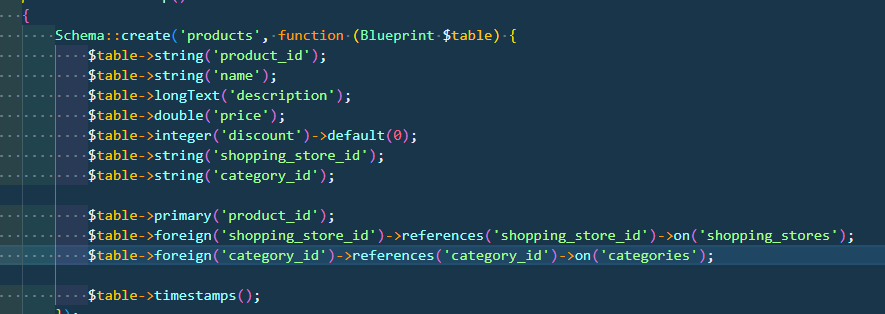 {
Schema::create('products', function (Blueprint $table) {
$table->string('product_id');
$table->string('name');
$table->longText('description');
$table->double('price');
$table->integer('discount')->default(0);
$table->string('shopping_store_id');
$table->string('category_id');
$table->primary('product_id');
$table->foreign('shopping_store_id')->references('shopping_store_id')->on('shopping_stores');
$table->foreign('category_id')->references('category_id')->on('categories');
$table->timestamps();
});